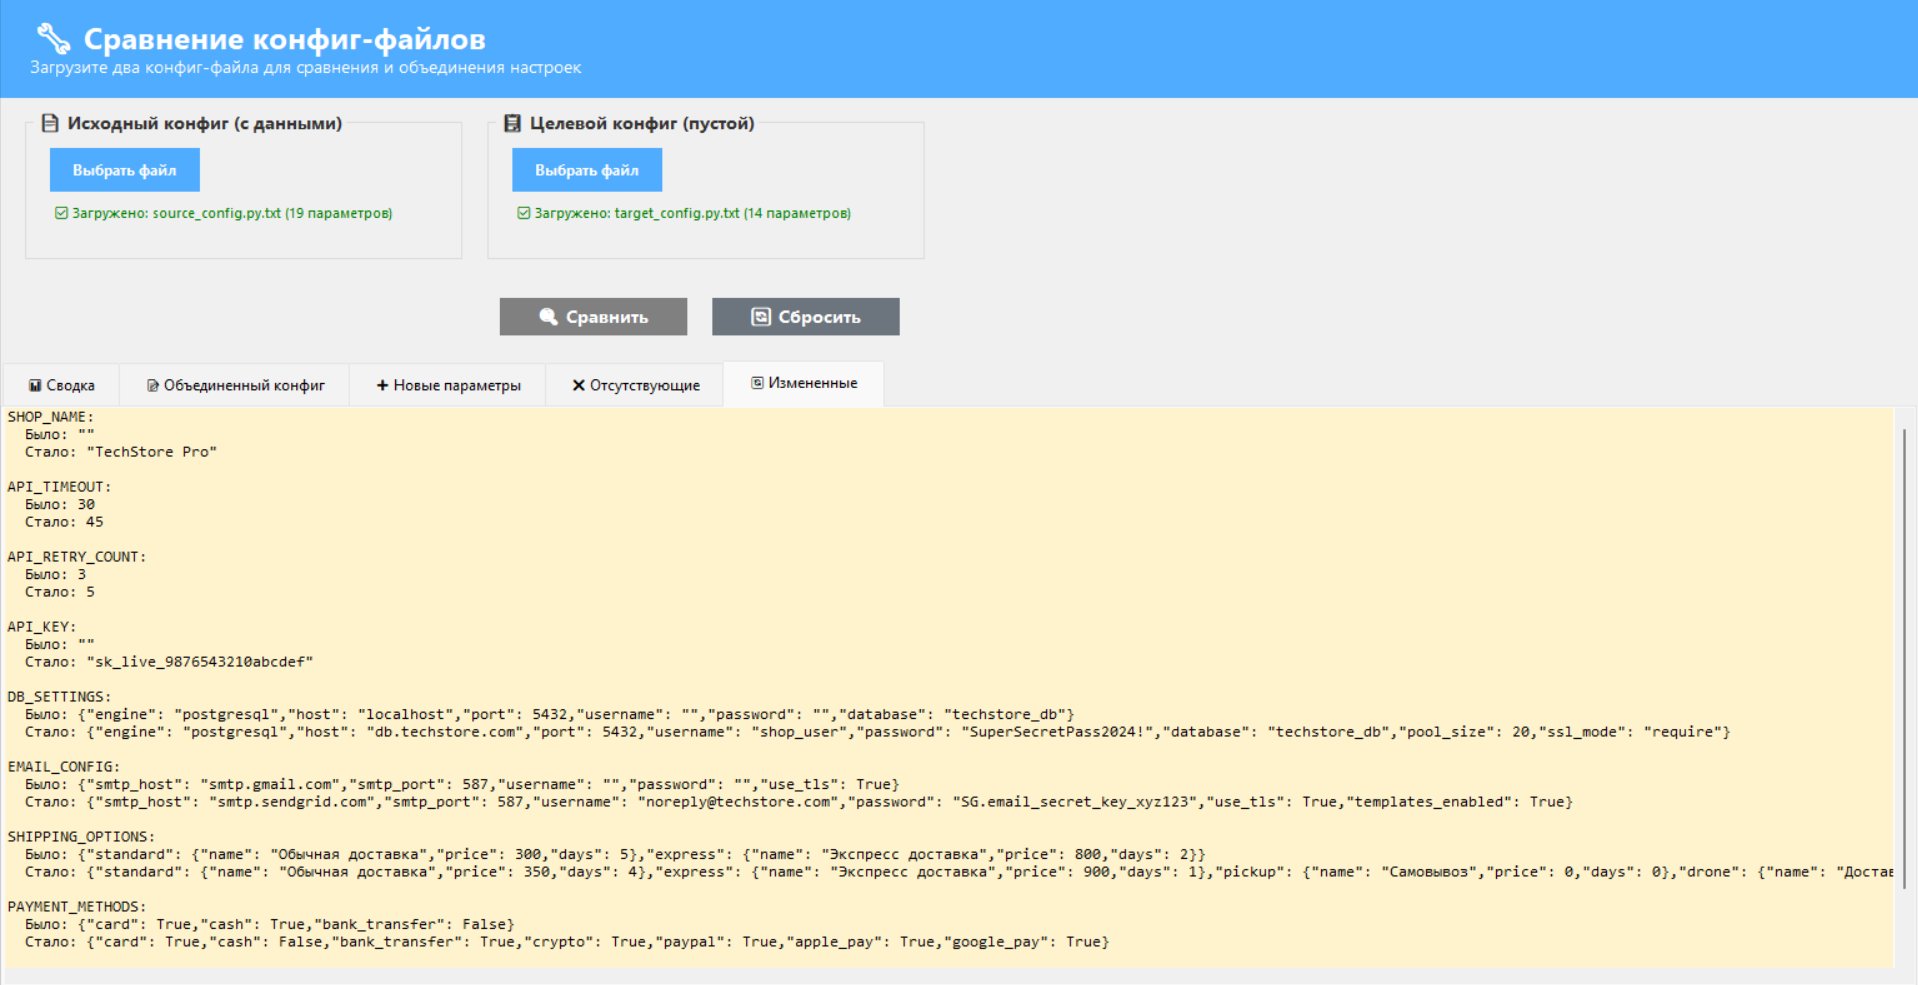 Сравнение конфиг-файлов
Загрузите два конфиг-файла для сравнения и объединения настроек
Исходный конфиг (с данными)
Выбрать файл
Загружено: source_config.py.txt (19 параметров)
Целевой конфиг (пустой)
Выбрать файл
Загружено: target_config.py.txt (14 параметров)
Сравнить
Сбросить
Сводка
Объединенный конфиг
Новые параметры
Отсутствующие
Измененные
SHOP_NAME:
Было: ""
Стало: "TechStore Pro"
API_TIMEOUT:
Было: 30
Стало: 45
API_RETRY_COUNT:
Было: 3
Стало: 5
API_KEY:
Было: ""
Стало: "sk_live_9876543210abcdef"
DB_SETTINGS:
Было: {"engine": "postgresql","host": "localhost","port": 5432,"username": "","password": "","database": "techstore_db"}
Стало: {"engine": "postgresql","host": "db.techstore.com","port": 5432,"username": "shop_user","password": "SuperSecretPass2024!","database": "techstore_db","pool_size": 20,"ssl_mode": "require"}
EMAIL_CONFIG:
Было: {"smtp_host": "smtp.gmail.com","smtp_port": 587,"username": "","password": "","use_tls": True}
Стало: {"smtp_host": "smtp.sendgrid.com","smtp_port": 587,"username": "noreply@techstore.com","password": "SG.email_secret_key_xyz123","use_tls": True,"templates_enabled": True}
SHIPPING_OPTIONS:
Было: {"standard": {"name": "Обычная доставка","price": 300,"days": 5},"express": {"name": "Экспресс доставка","price": 800,"days": 2}}
Стало: {"standard": {"name": "Обычная доставка","price": 350,"days": 4},"express": {"name": "Экспресс доставка","price": 900,"days": 1},"pickup": {"name": "Самовывоз","price": 0,"days": 0},"drone": {"name": "Достав
PAYMENT_METHODS:
Было: {"card": True,"cash": True,"bank_transfer": False}
Стало: {"card": True,"cash": False,"bank_transfer": True,"crypto": True,"paypal": True,"apple_pay": True,"google_pay": True}